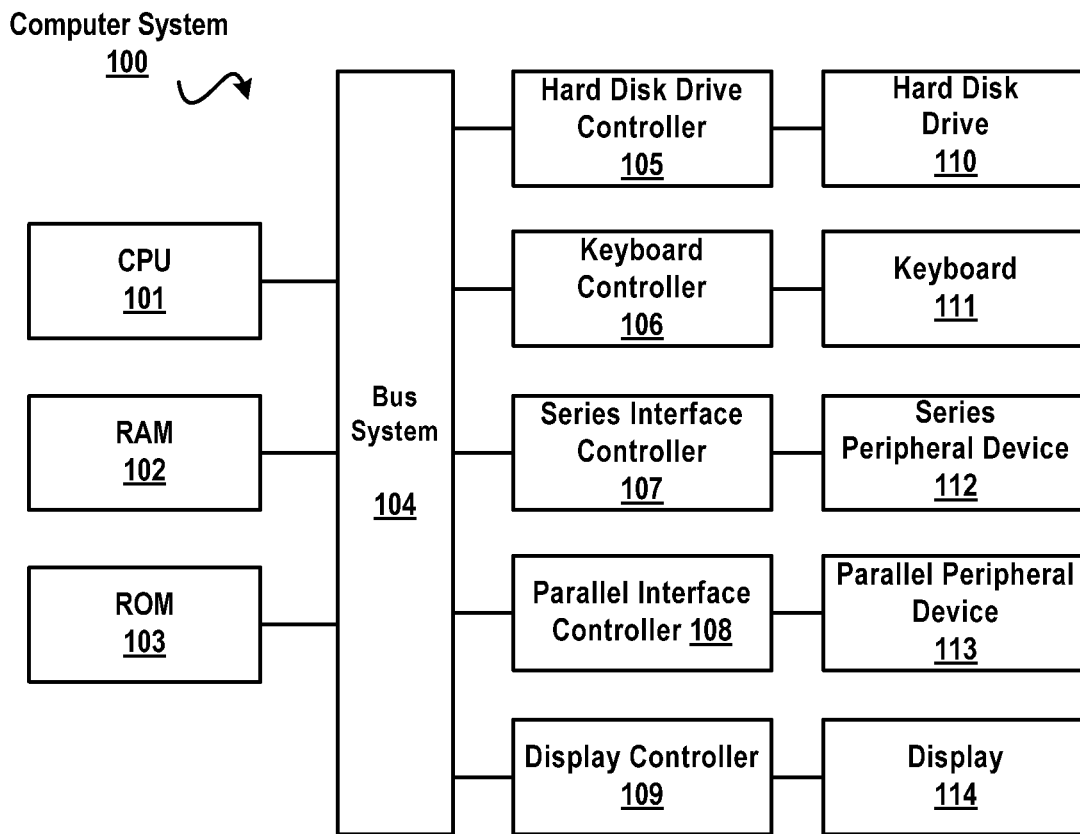 Computer System
100
CPU
101
RAM
102
ROM
103
Bus
System
104
Hard Disk Drive
Controller
105
Hard Disk
Drive
110
Keyboard
Controller
106
Keyboard
111
Series Interface
Controller
107
Series
Peripheral Device
112
Parallel Interface
Controller 108
Parallel Peripheral
Device
113
Display Controller
109
Display
114